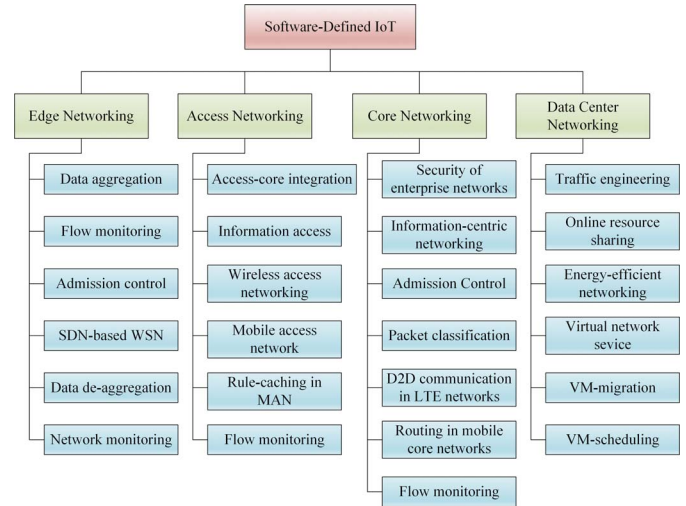 Software-Defined IoT
Edge Networking
Data aggregation
Flow monitoring
Admission control
SDN-based WSN
Data de-aggregation
Network monitoring
Access Networking
Access-core integration
Information access
Wireless access
networking
Mobile access
network
Rule-caching in
MAN
Flow monitoring
Core Networking
Security of
enterprise networks
Information-centric
networking
Admission Control
Packet classification
D2D communication
in LTE networks
Routing in mobile
core networks
Flow monitoring
Data Center
Networking
Traffic engineering
Online resource
sharing
Energy-efficient
networking
Virtual network
sevice
VM-migration
VM-scheduling